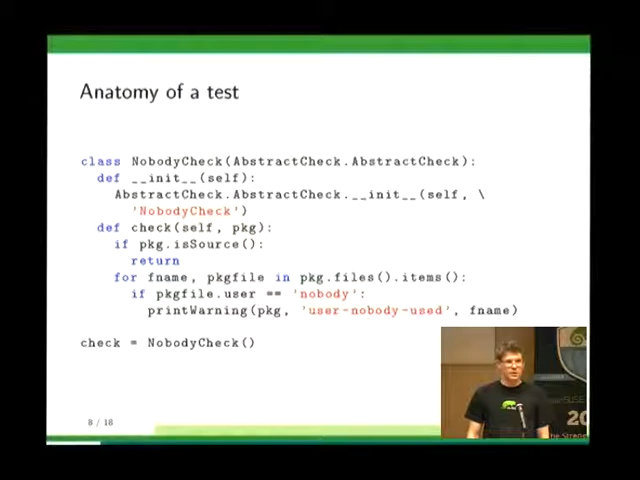 Anatomy of a test
class NobodyCheck(AbstractCheck.AbstractCheck):
def __init__(self):
AbstractCheck.AbstractCheck.__init__(self, \
'NobodyCheck')
def check(self, pkg):
if pkg.isSource():
return
for fname, pkgfile in pkg.files().items():
if pkgfile.user == 'nobody':
printWarning(pkg, 'user-nobody-used', fname)
check = NobodyCheck()
8 / 18
20